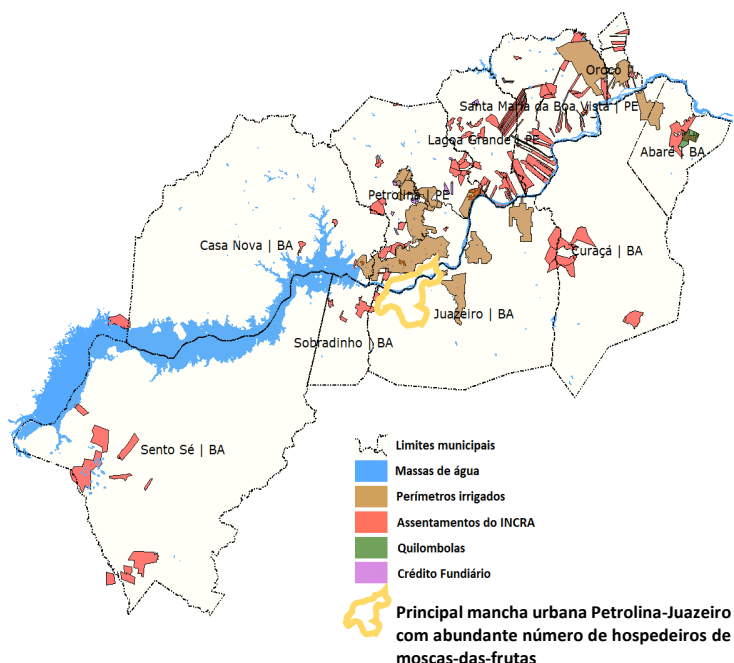 Orocó |
Santa Maria da Boa Vista | PE
Lagoa Grande | PE
Abaré | BA
Petrolina | PE
Casa Nova | BA
Curaçá | BA
Juazeiro | BA
Sobradinho | BA
Sento Sé | BA
Limites municipais
Massas de água
Perímetros irrigados
Assentamentos do INCRA
Quilombolas
Crédito Fundiário
Principal mancha urbana Petrolina-Juazeiro
com abundante número de hospedeiros de
moscas-das-frutas